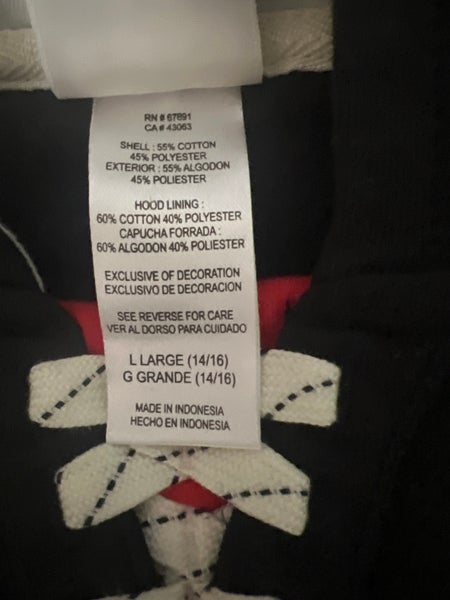 RN # 67891
CA # 43063
SHELL : 55% COTTON
45% POLYESTER
EXTERIOR : 55% ALGODON
45% POLIESTER
HOOD LINING :
60% COTTON 40% POLYESTER
CAPUCHA FORRADA :
60% ALGODON 40% POLIESTER
EXCLUSIVE OF DECORATION
EXCLUSIVO DE DECORACION
SEE REVERSE FOR CARE
VER AL DORSO PARA CUIDADO
L LARGE (14/16)
G GRANDE (14/16)
MADE IN INDONESIA
HECHO EN INDONESIA